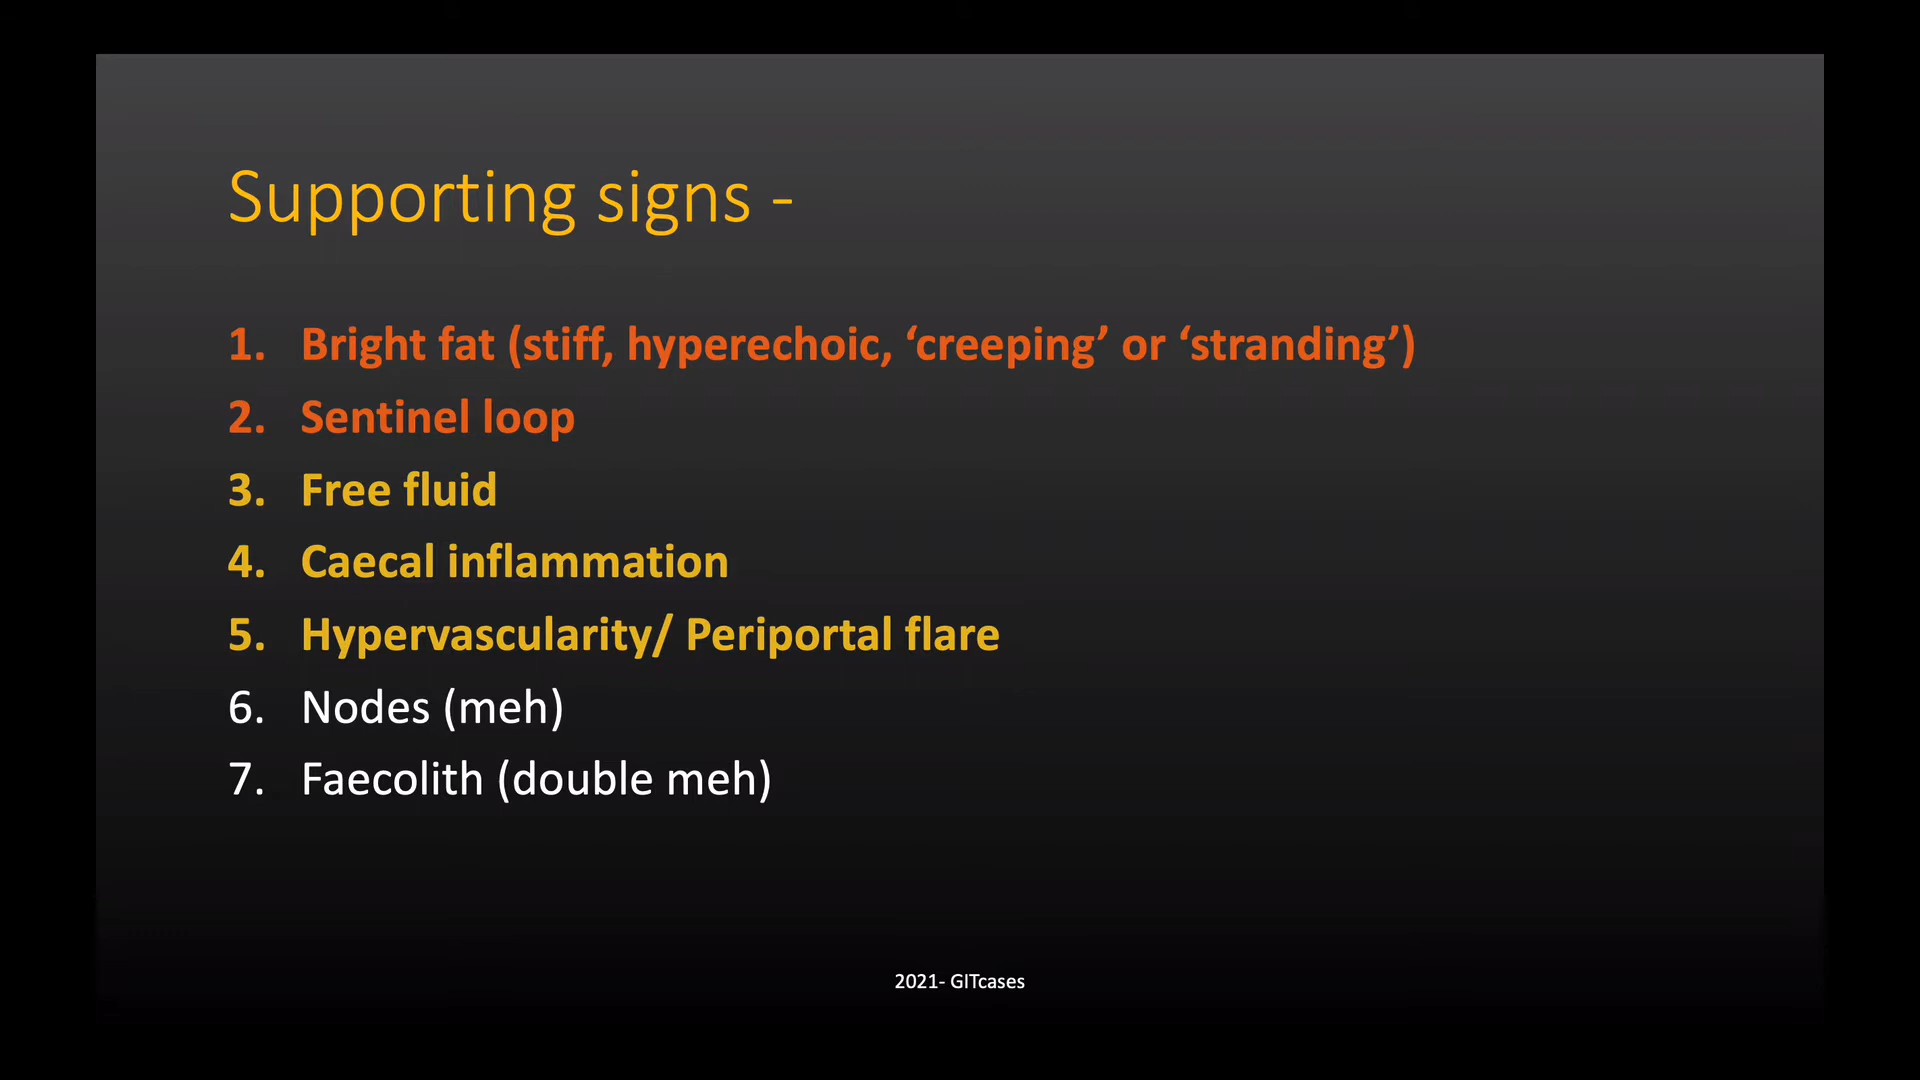 Supporting signs -
1. Bright fat (stiff, hyperechoic, ‘creeping’ or ‘stranding’)
2. Sentinel loop
3. Free fluid
4. Caecal inflammation
5. Hypervascularity/ Periportal flare
6. Nodes (meh)
7. Faecolith (double meh)
2021- GITcases